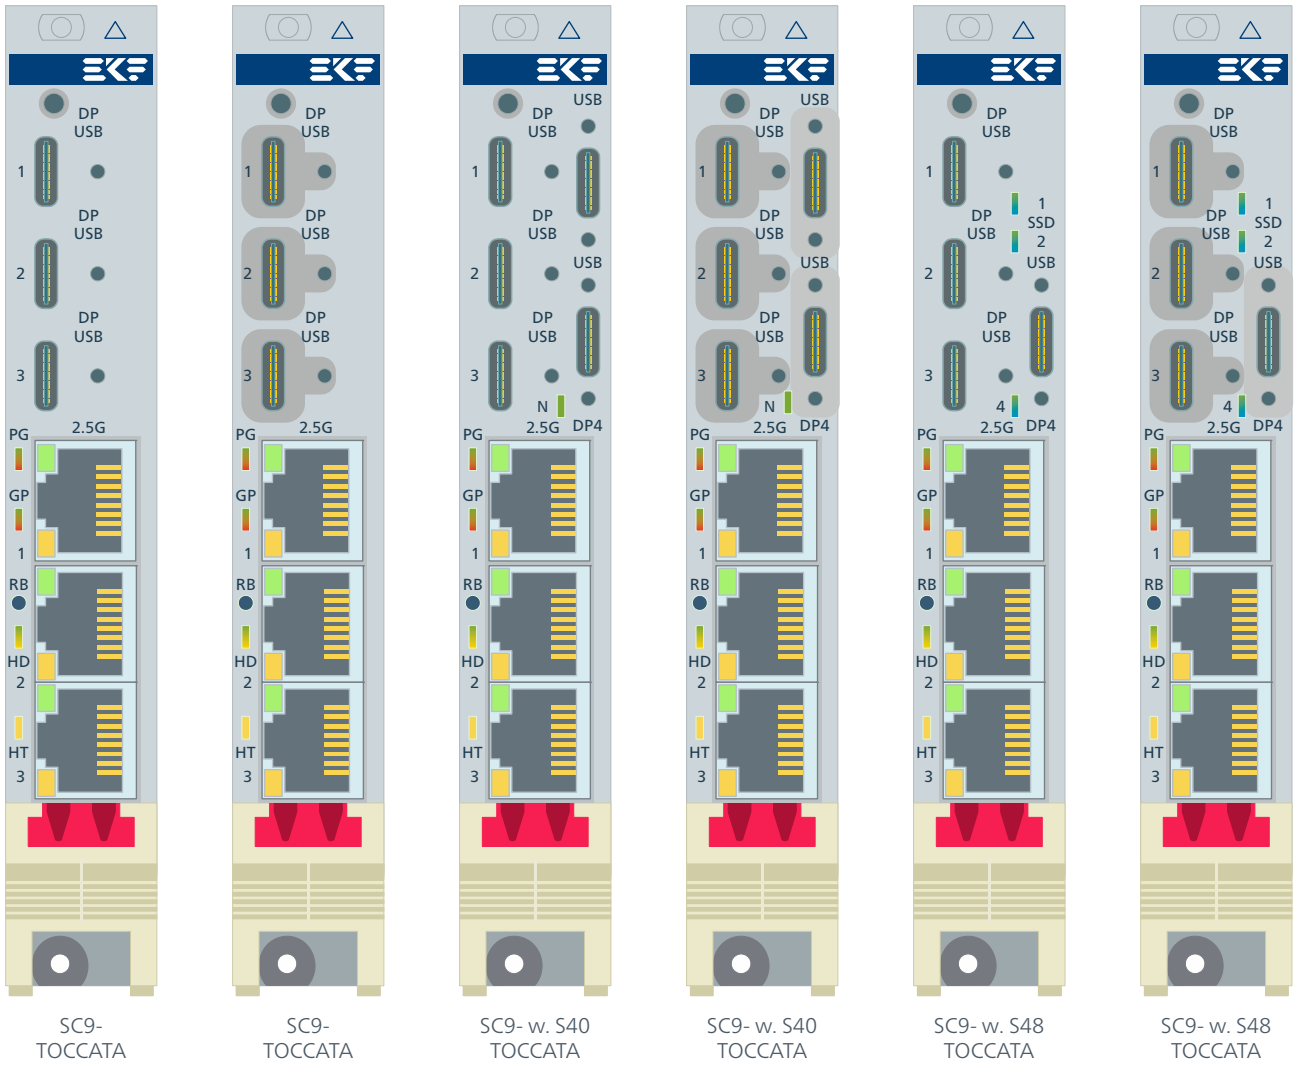 EKF
DP
USB
1
DP
USB
2
DP
USB
3
2.5G
PG
GP
1
RB
HD
2
HT
3
SC9-
TOCCATA
EKF
DP
USB
1
DP
USB
2
DP
USB
3
2.5G
PG
GP
1
RB
HD
2
HT
3
SC9-
TOCCATA
EKF
USB
DP
USB
1
DP
USB
2
USB
DP
USB
3
N
2.5G DP4
PG
GP
1
RB
HD
2
HT
3
SC9- w. S40
TOCCATA
EKF
USB
DP
USB
1
DP
USB
2
USB
DP
USB
3
N
2.5G DP4
PG
GP
1
RB
HD
2
HT
3
SC9- w. S40
TOCCATA
EKF
DP
USB
1
1
DP SSD
USB 2
2
USB
DP
USB
3
4
2.5G DP4
PG
GP
1
RB
HD
2
HT
3
SC9- w. S48
TOCCATA
EKF
DP
USB
1
1
DP SSD
USB 2
2
USB
DP
USB
3
4
2.5G DP4
PG
GP
1
RB
HD
2
HT
3
SC9- w. S48
TOCCATA